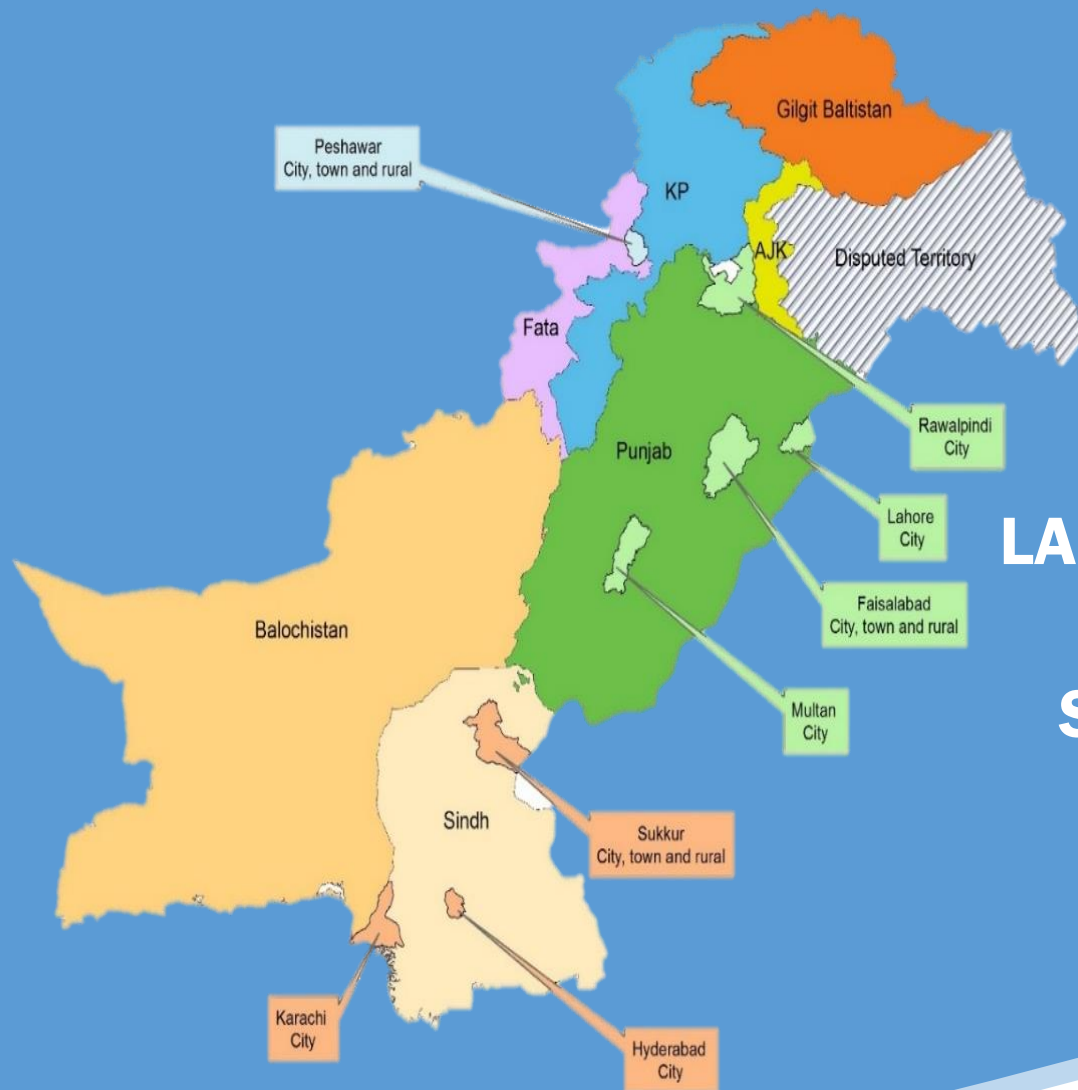 Gilgit Baltistan
Peshawar
City, town and rural
KP
AJK
Disputed Territory
Fata
Rawalpindi
City
Punjab
Lahore
City
LA
Faisalabad
City, town and rural
Balochistan
S
Multan
City
Sindh
Sukkur
City, town and rural
Karachi
City
Hyderabad
City